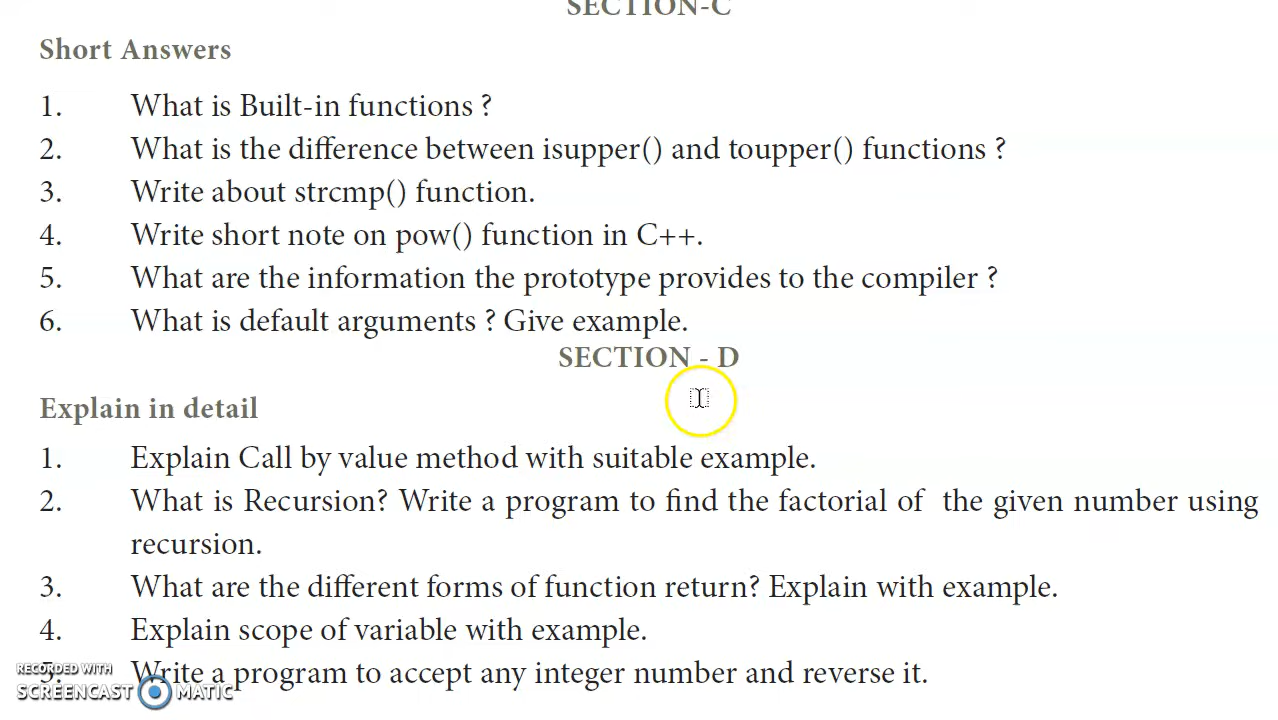 SECTION-C
Short Answers
1. What is Built-in functions ?
2. What is the difference between isupper() and toupper() functions ?
3. Write about strcmp() function.
4. Write short note on pow() function in C++.
5. What are the information the prototype provides to the compiler ?
6. What is default arguments ? Give example.
SECTION - D
Explain in detail
1. Explain Call by value method with suitable example.
2. What is Recursion? Write a program to find the factorial of the given number using
recursion.
3. What are the different forms of function return? Explain with example.
4. Explain scope of variable with example.
RECORDED WITH
5. Write a program to accept any integer number and reverse it.
SCREENCAST MATIC